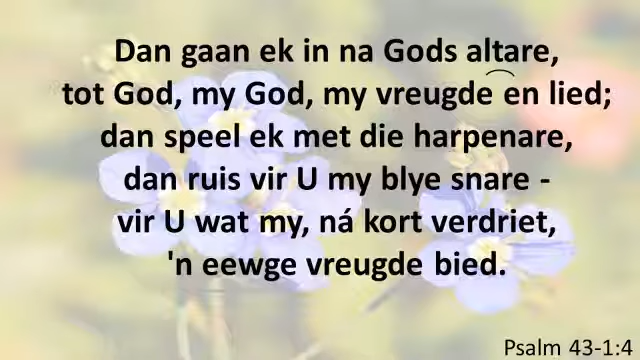 Dan gaan ek in na Gods altare,
tot God, my God, my vreugde en lied;
dan speel ek met die harpenare,
dan ruis vir U my blye snare -
vir U wat my, ná kort verdriet,
'n eewge vreugde bied.
Psalm 43-1:4